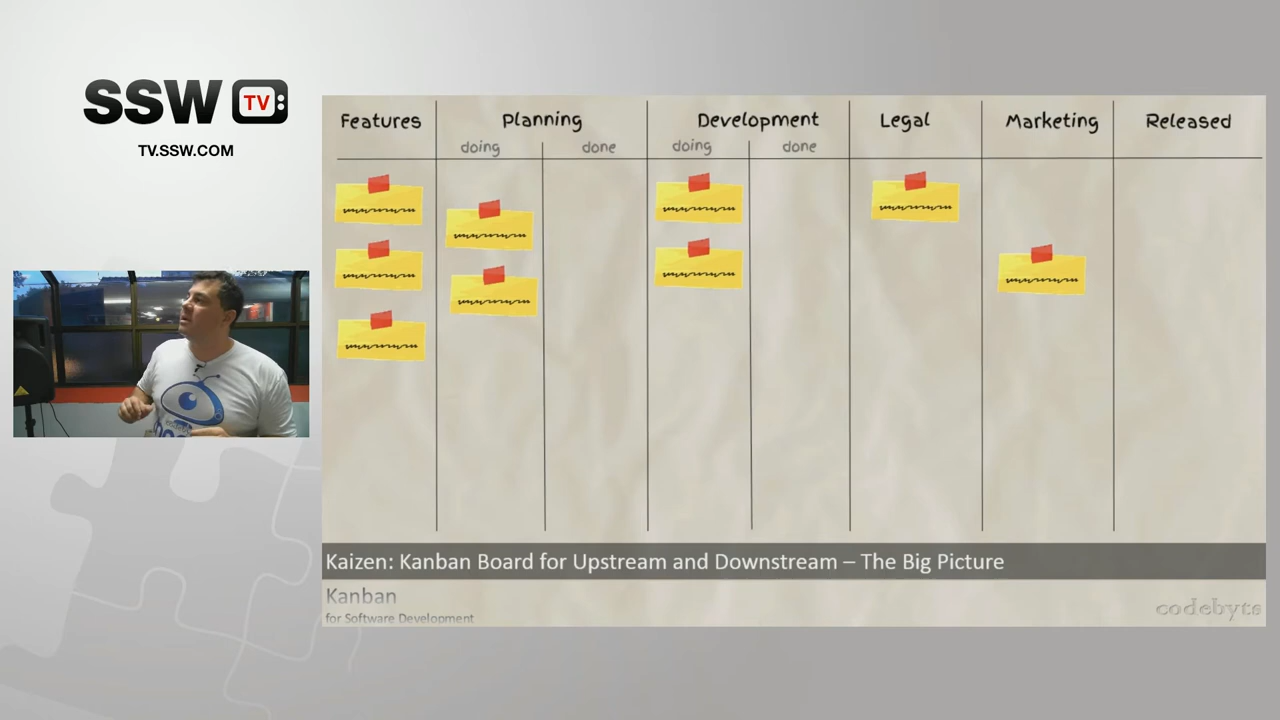 SSW TV
TV.SSW.COM
Features Planning Development Legal Marketing Released
doing done doing done
Kaizen: Kanban Board for Upstream and Downstream – The Big Picture
Kanban
for Software Development
codebyts